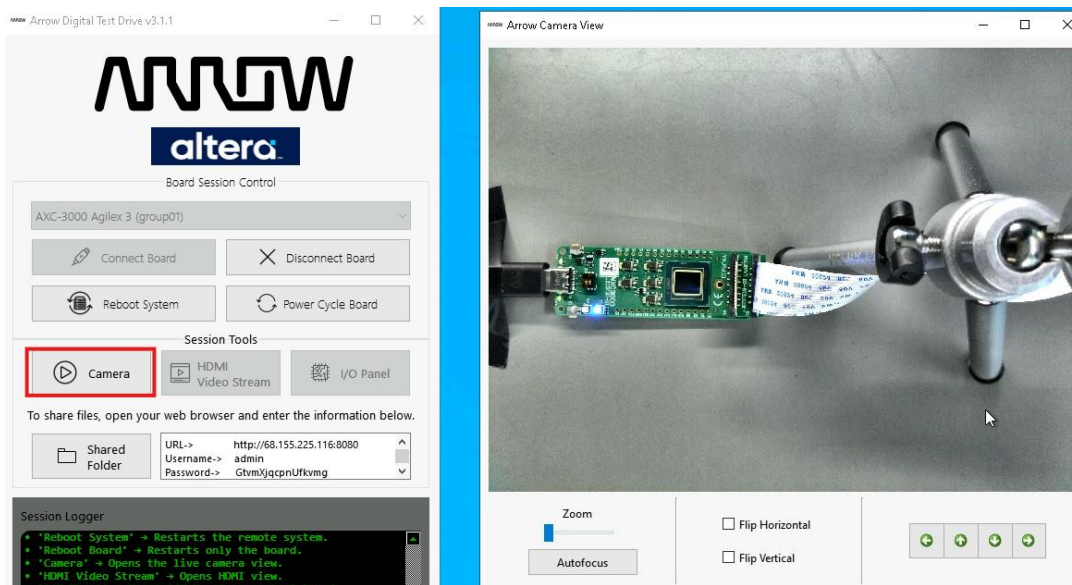 Arrow Digital Test Drive v3.1.1
ARROW
altera
Board Session Control
AXC-3000 Agilex 3 (group01)
Connect Board
Disconnect Board
Reboot System
Power Cycle Board
Session Tools
Camera
HDMI
Video Stream
I/O Panel
To share files, open your web browser and enter the information below.
Shared
Folder
URL-> http://68.155.225.116:8080
Username-> admin
Password-> GtvmXjqcpnUfkvmg
Session Logger
• 'Reboot System' → Restarts the remote system.
• 'Reboot Board' → Restarts only the board.
• 'Camera' → Opens the live camera view.
• 'HDMI Video Stream' → Opens HDMI view.
Arrow Camera View
Zoom
Autofocus
Flip Horizontal
Flip Vertical